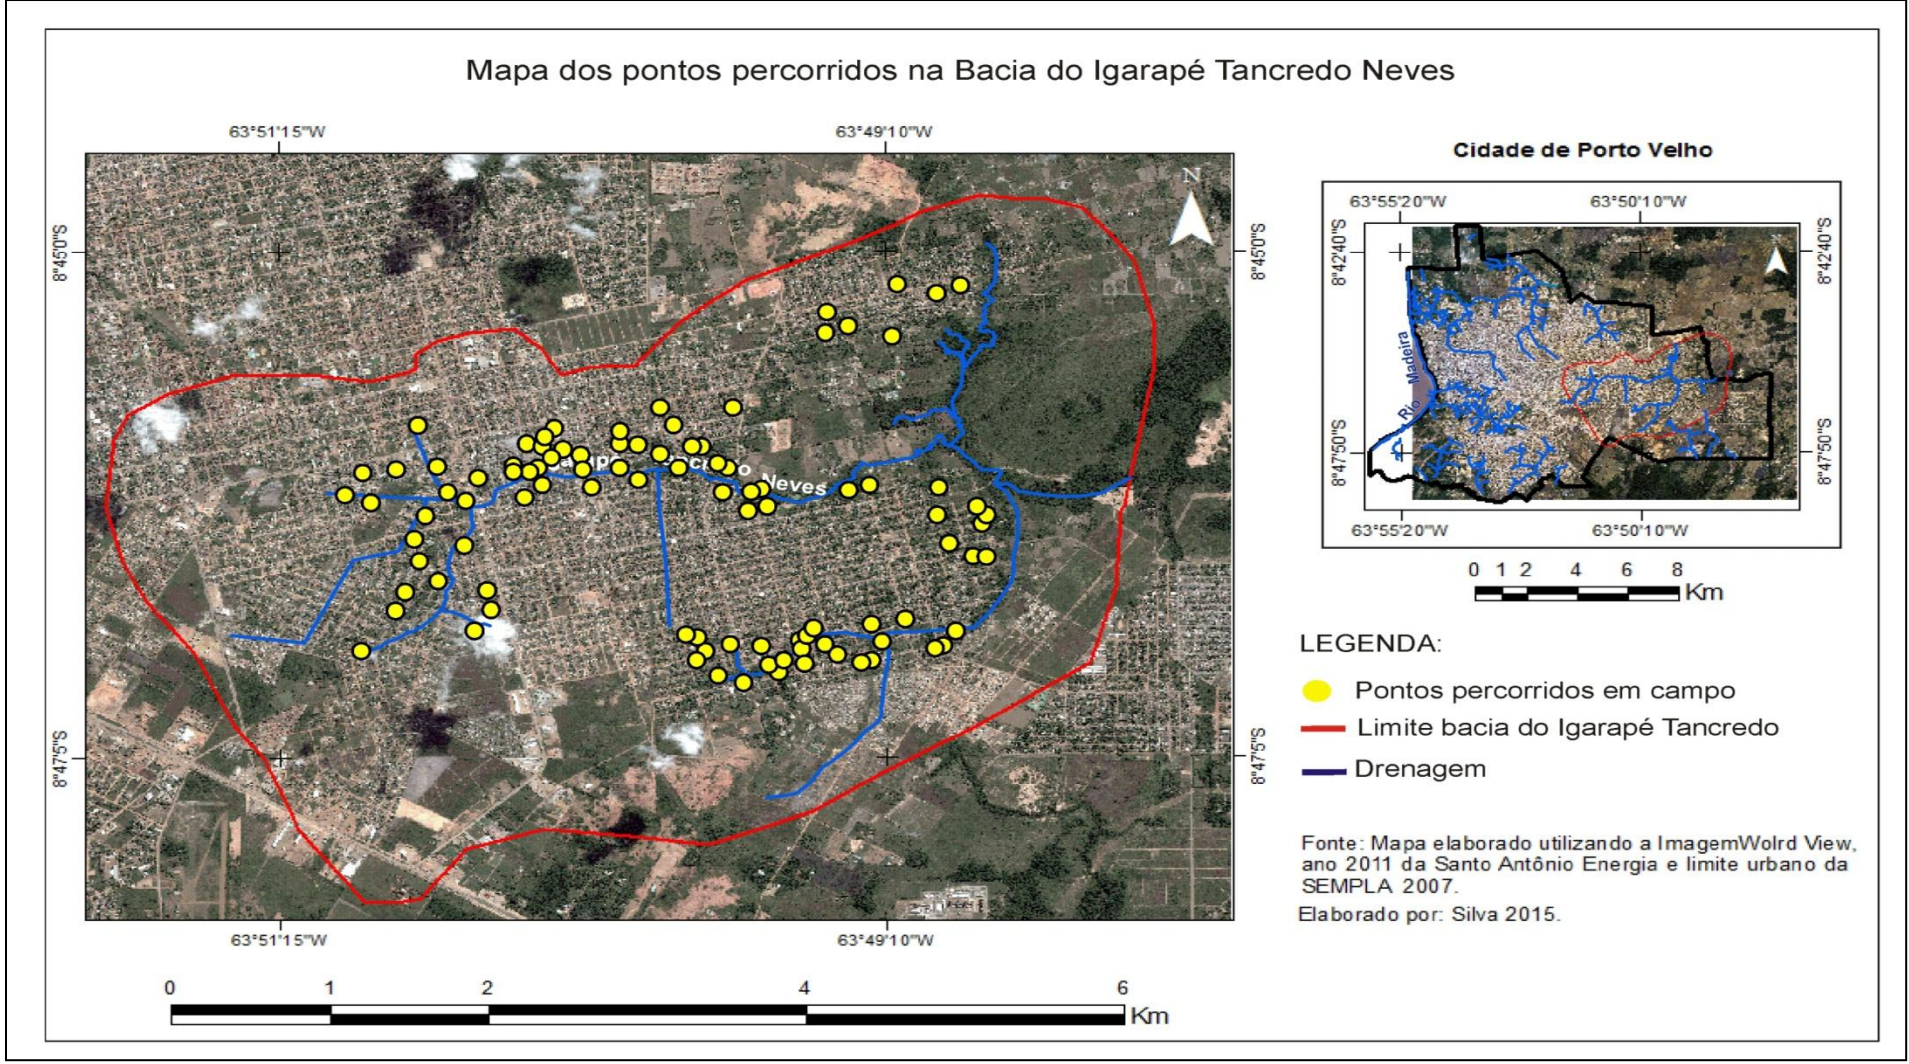 Mapa dos pontos percorridos na Bacia do Igarapé Tancredo Neves
63°51'15"W
63°49'10"W
N
8°45'0"S
8°45'0"S
Neves
8°47'5"S
8°47'5"S
63°51'15"W
63°49'10"W
0 1 2 4 6
Km
Cidade de Porto Velho
63°55'20"W
63°50'10"W
8°42'40"S
8°42'40"S
Rio Madeira
8°47'50"S
8°47'50"S
63°55'20"W
63°50'10"W
0 1 2 4 6 8
Km
LEGENDA:
Pontos percorridos em campo
Limite bacia do Igarapé Tancredo
Drenagem
Fonte: Mapa elaborado utilizando a ImagemWolrd View,
ano 2011 da Santo Antônio Energia e limite urbano da
SEMPLA 2007.
Elaborado por: Silva 2015.